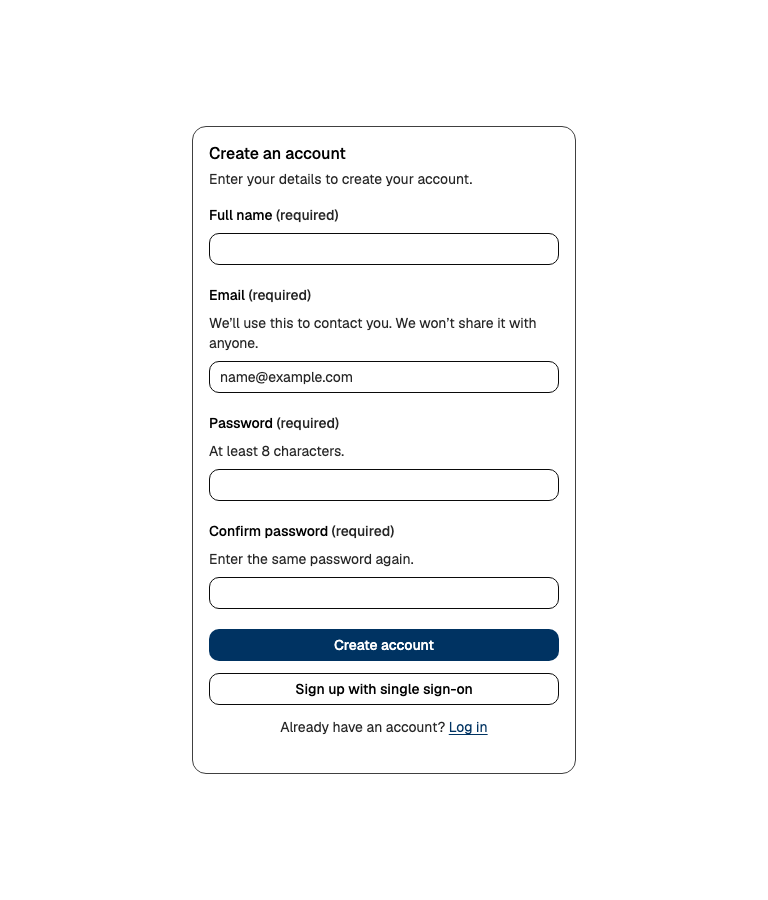 Create an account
Enter your details to create your account.
Full name (required)
Email (required)
We’ll use this to contact you. We won’t share it with
anyone.
name@example.com
Password (required)
At least 8 characters.
Confirm password (required)
Enter the same password again.
Create account
Sign up with single sign-on
Already have an account? Log in